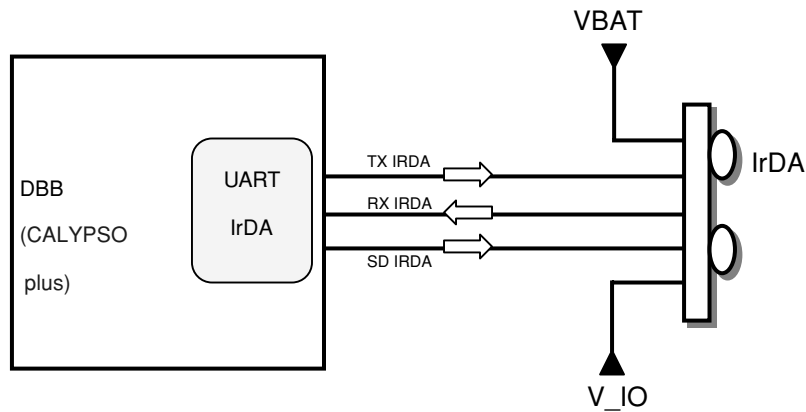 VBAT
DBB
(CALYPSO
plus)
UART
IrDA
TX IRDA
RX IRDA
SD IRDA
IrDA
V_IO